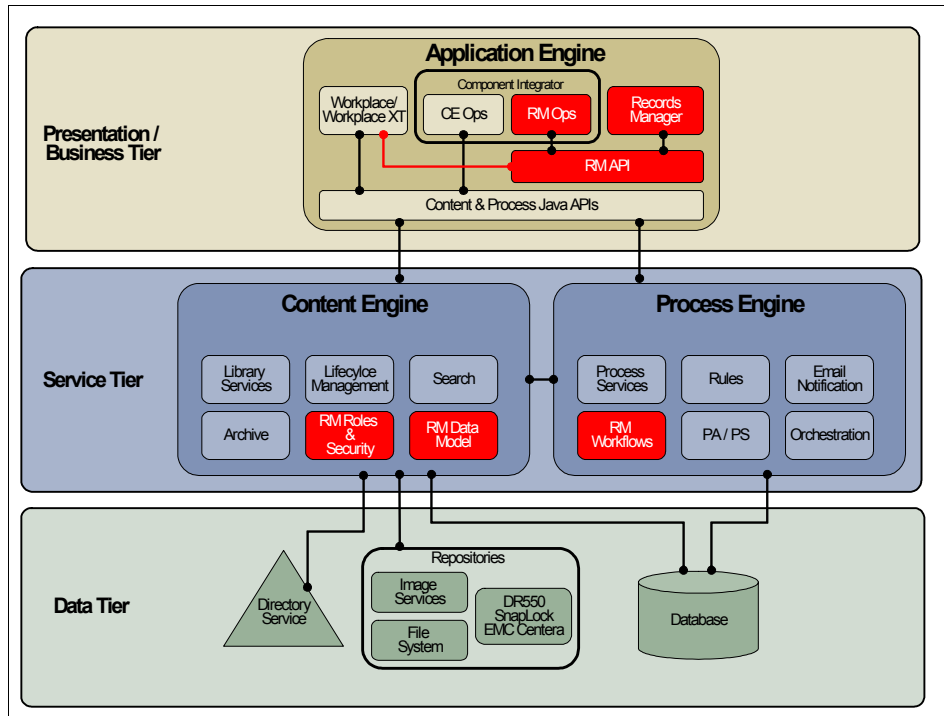 Application Engine
Component Integrator
Workplace/
Workplace XT
CE Ops
RM Ops
Records
Manager
Presentation /
Business Tier
RM API
Content & Process Java APIs
Content Engine
Process Engine
Service Tier
Library
Services
Lifecylce
Management
Search
Process
Services
Rules
Email
Notification
Archive
RM Roles
&
Security
RM Data
Model
RM
Workflows
PA / PS
Orchestration
Data Tier
Repositories
Directory
Service
Image
Services
File
System
DR550
SnapLock
EMC Centera
Database